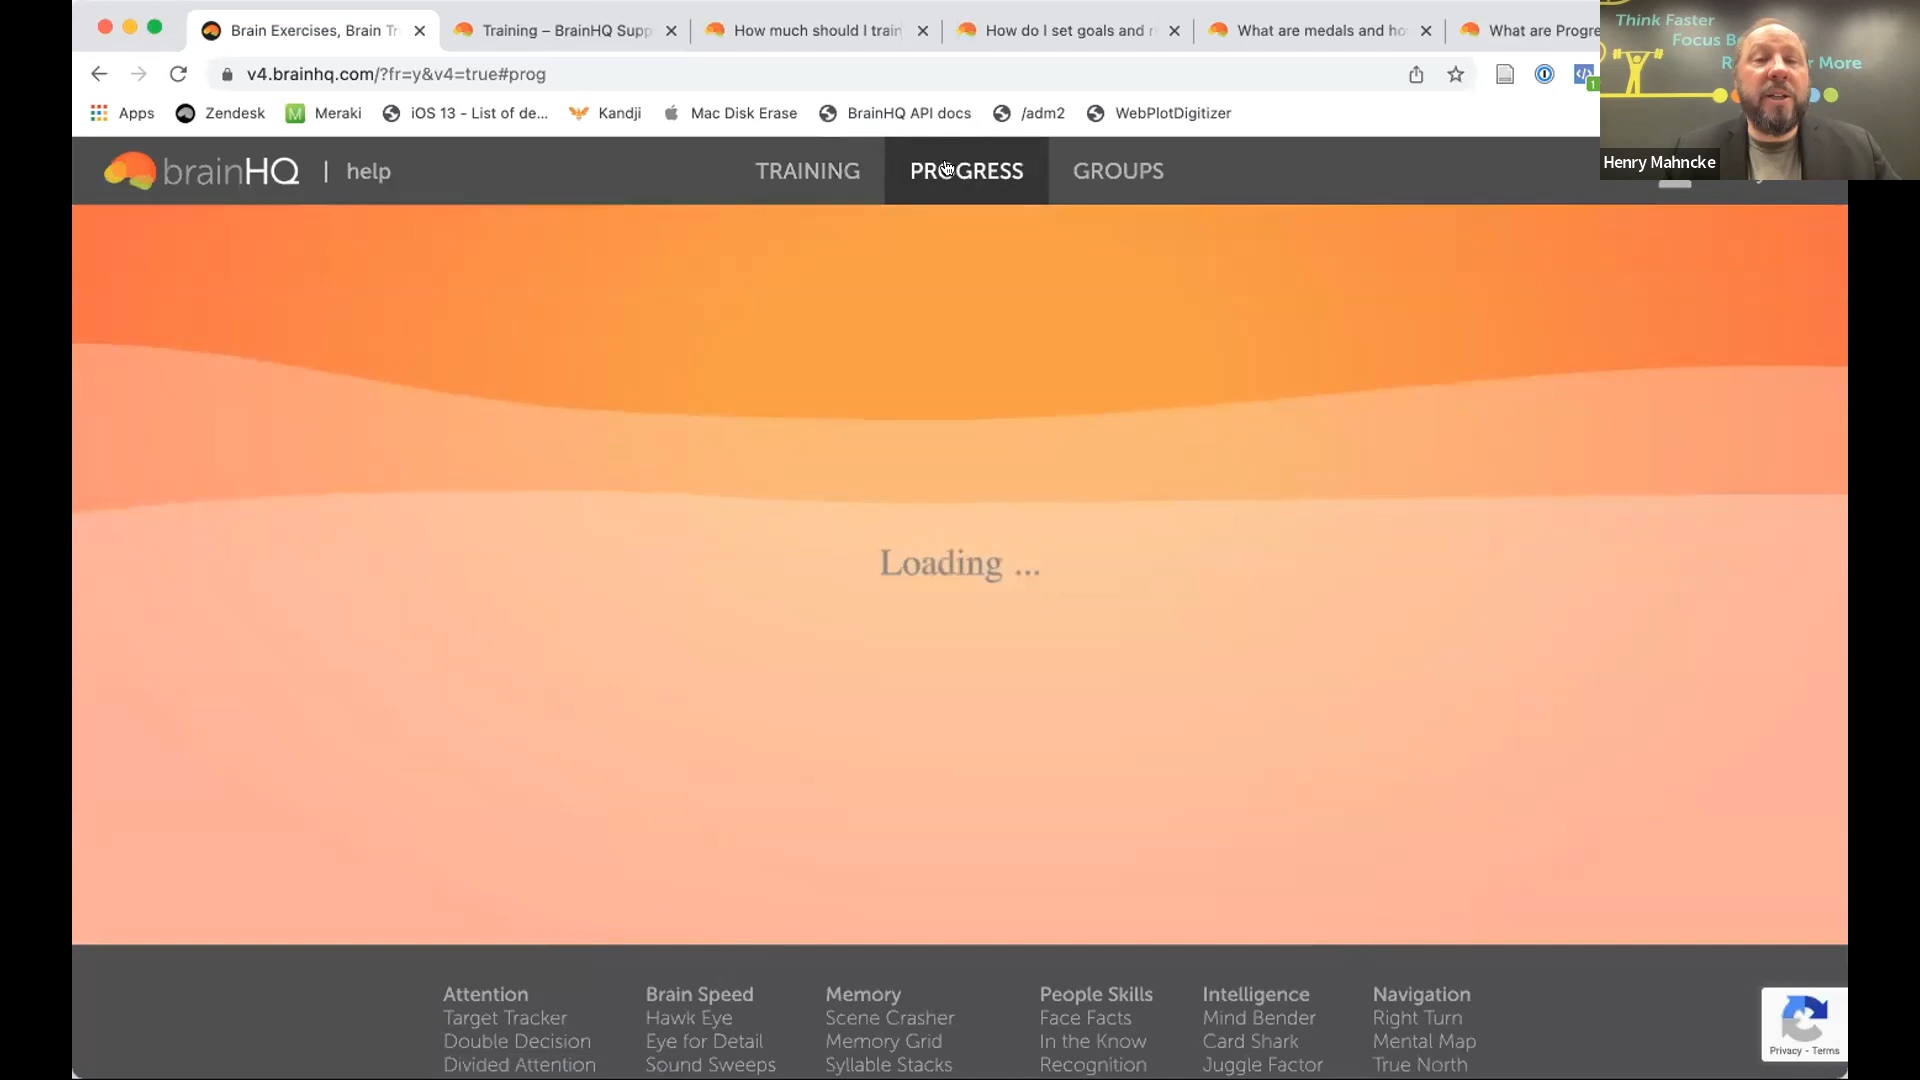 Brain Exercises, Brain Tr
Training – BrainHQ Supp
How much should I train
How do I set goals and r
What are medals and ho
What are Progre
v4.brainhq.com/?fr=y&v4=true#prog
1
Apps
Zendesk
M Meraki
iOS 13 - List of de...
Kandji
Mac Disk Erase
BrainHQ API docs
/adm2
WebPlotDigitizer
Think Faster
Focus Be
R r More
Henry Mahncke
brainHQ | help
TRAINING
PROGRESS
GROUPS
Loading ...
Attention
Target Tracker
Double Decision
Divided Attention
Brain Speed
Hawk Eye
Eye for Detail
Sound Sweeps
Memory
Scene Crasher
Memory Grid
Syllable Stacks
People Skills
Face Facts
In the Know
Recognition
Intelligence
Mind Bender
Card Shark
Juggle Factor
Navigation
Right Turn
Mental Map
True North
Privacy - Terms